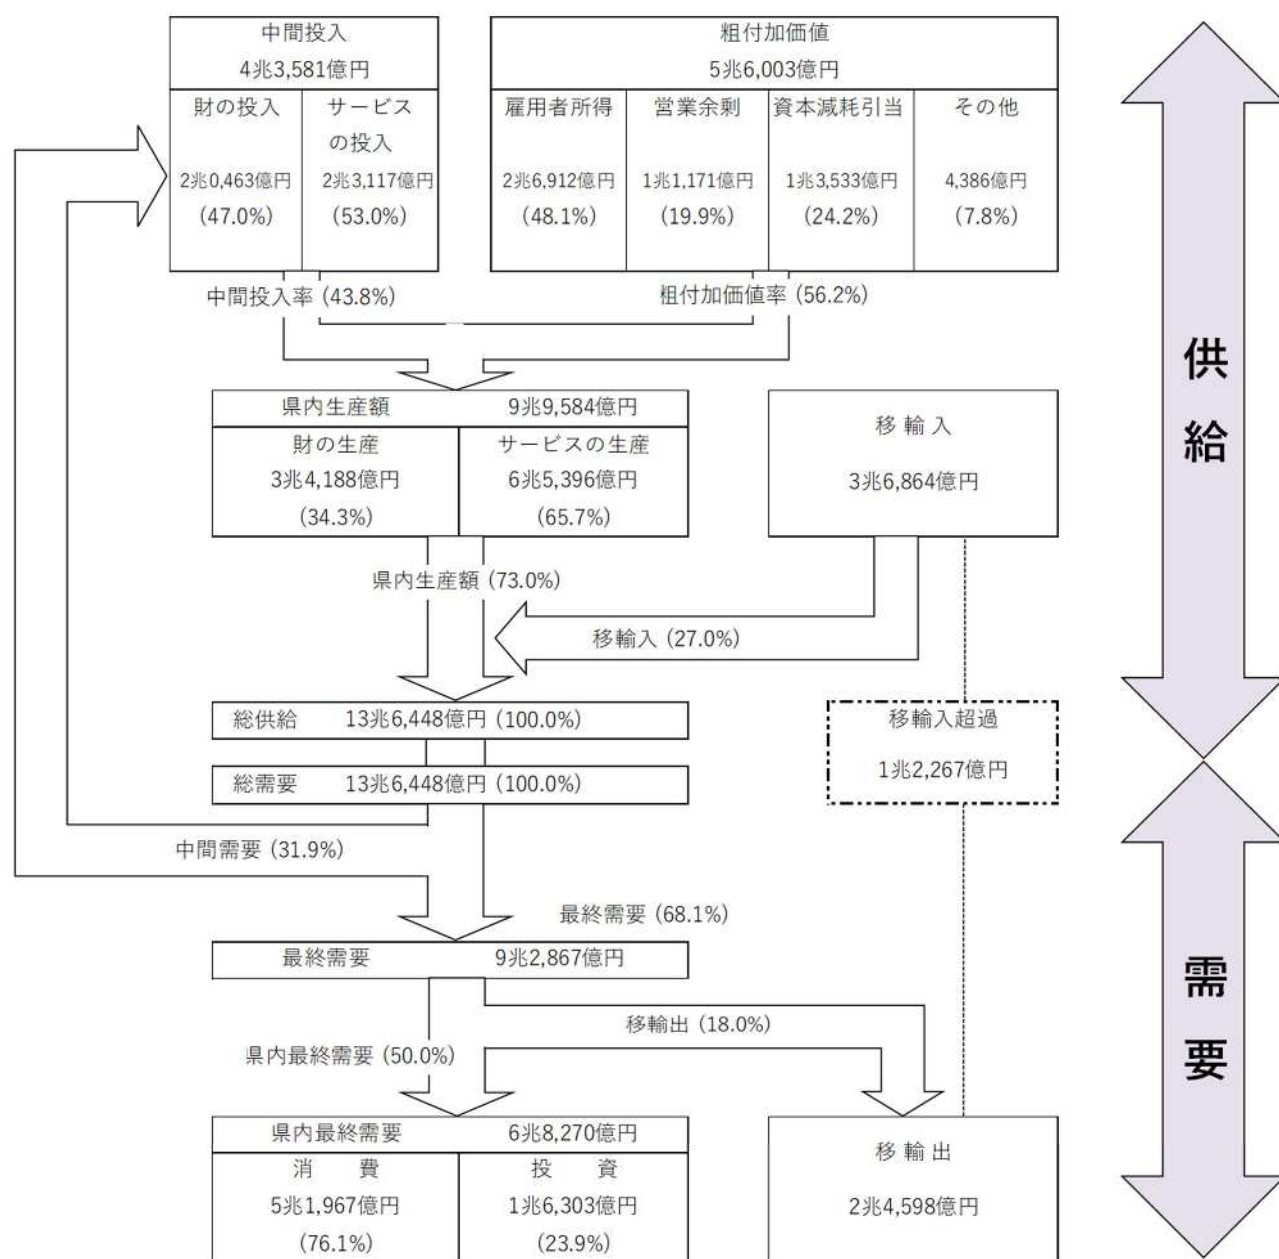 中間投入
4兆3,581億円
財の投入
2兆0,463億円
(47.0%)
サービス
の投入
2兆3,117億円
(53.0%)
粗付加価値
5兆6,003億円
雇用者所得
2兆6,912億円
(48.1%)
営業余剰
1兆1,171億円
(19.9%)
資本減耗引当
1兆3,533億円
(24.2%)
その他
4,386億円
(7.8%)
中間投入率 (43.8%)
粗付加価値率 (56.2%)
県内生産額 9兆9,584億円
財の生産
3兆4,188億円
(34.3%)
サービスの生産
6兆5,396億円
(65.7%)
移輸入
3兆6,864億円
県内生産額 (73.0%)
移輸入 (27.0%)
総供給 13兆6,448億円 (100.0%)
総需要 13兆6,448億円 (100.0%)
移輸入超過
1兆2,267億円
中間需要 (31.9%)
最終需要 (68.1%)
最終需要 9兆2,867億円
移輸出 (18.0%)
県内最終需要 (50.0%)
県内最終需要 6兆8,270億円
消 費
5兆1,967億円
(76.1%)
投 資
1兆6,303億円
(23.9%)
移輸出
2兆4,598億円
供給
需要